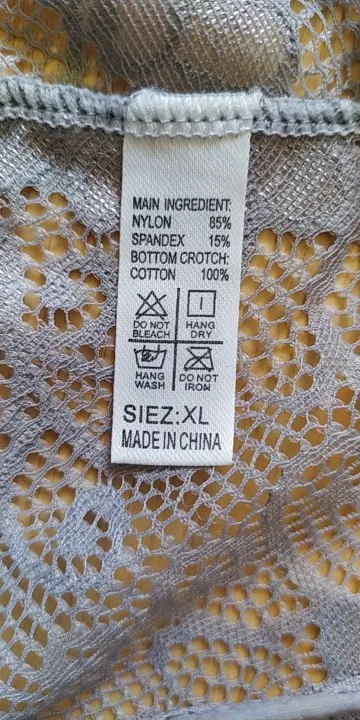 MAIN INGREDIENT:
NYLON 85%
SPANDEX 15%
BOTTOM CROTCH:
COTTON 100%
DO NOT BLEACH
HANG DRY
HANG WASH
DO NOT IROM
SIEZ:XL
MADE IN CHINA